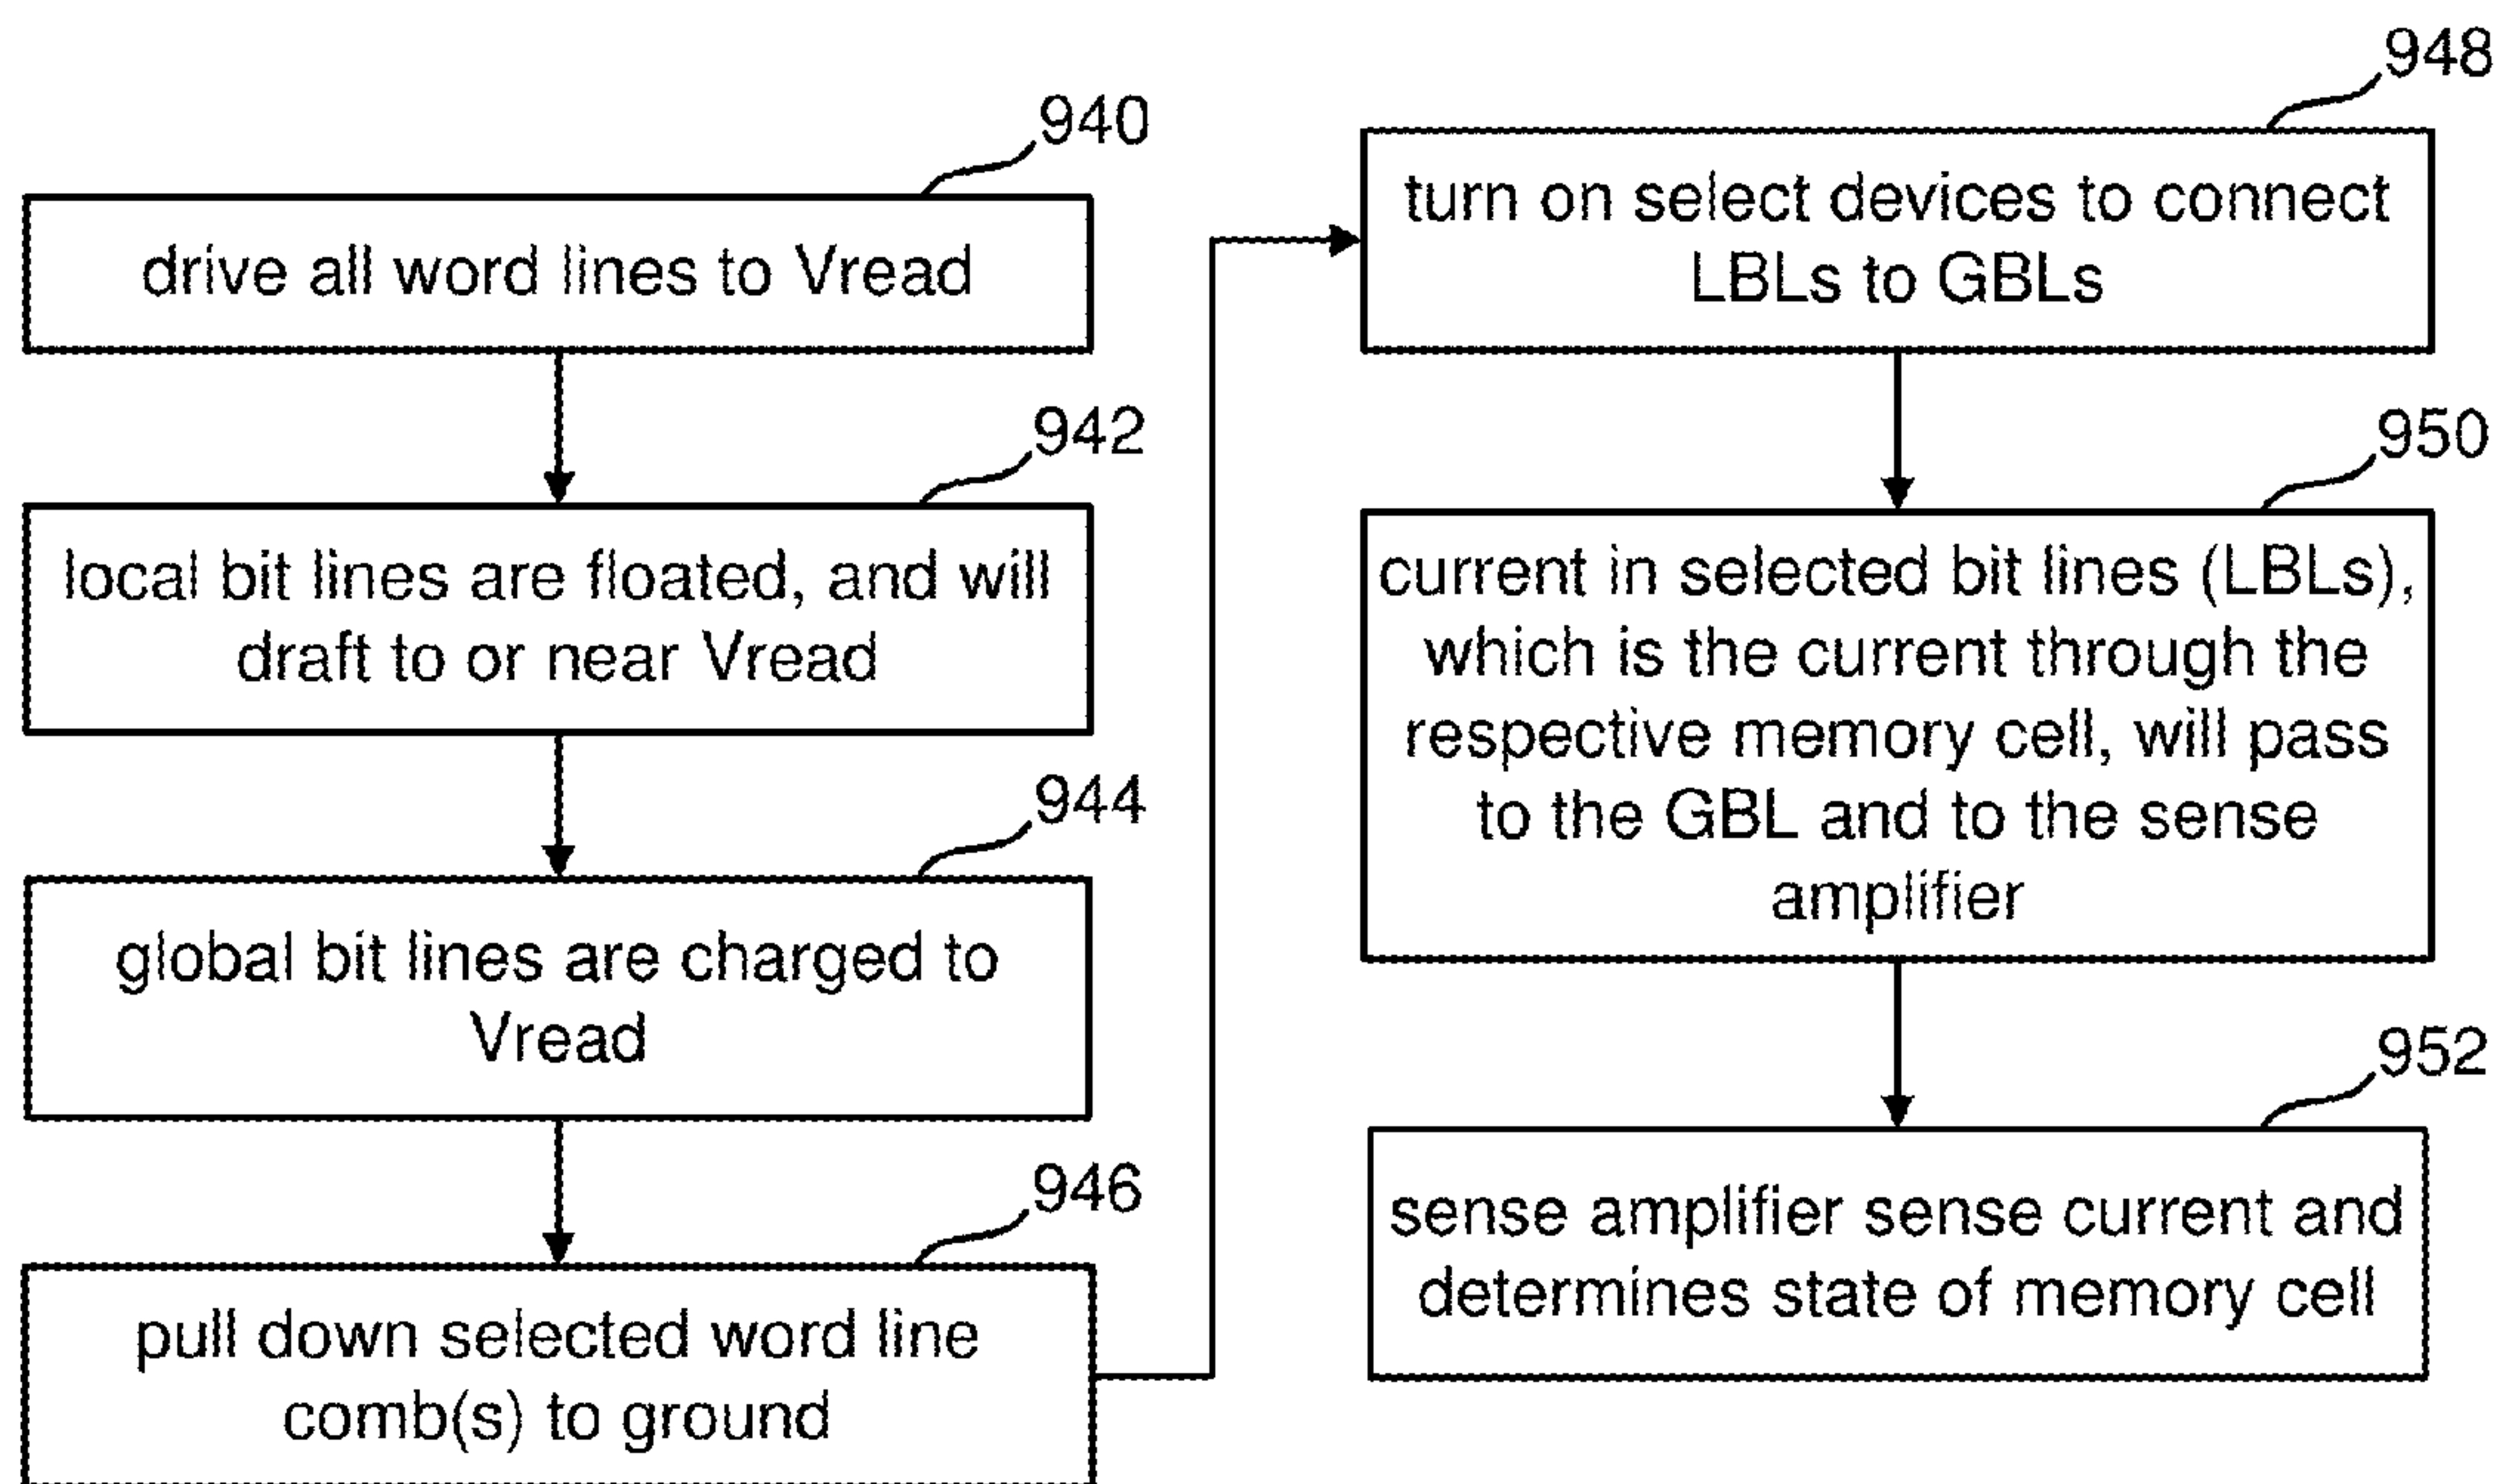 940
drive all word lines to Vread
942
local bit lines are floated, and will
draft to or near Vread
944
global bit lines are charged to
Vread
946
pull down selected word line
comb(s) to ground
948
turn on select devices to connect
LBLs to GBLs
950
current in selected bit lines (LBLs),
which is the current through the
respective memory cell, will pass
to the GBL and to the sense
amplifier
952
sense amplifier sense current and
determines state of memory cell